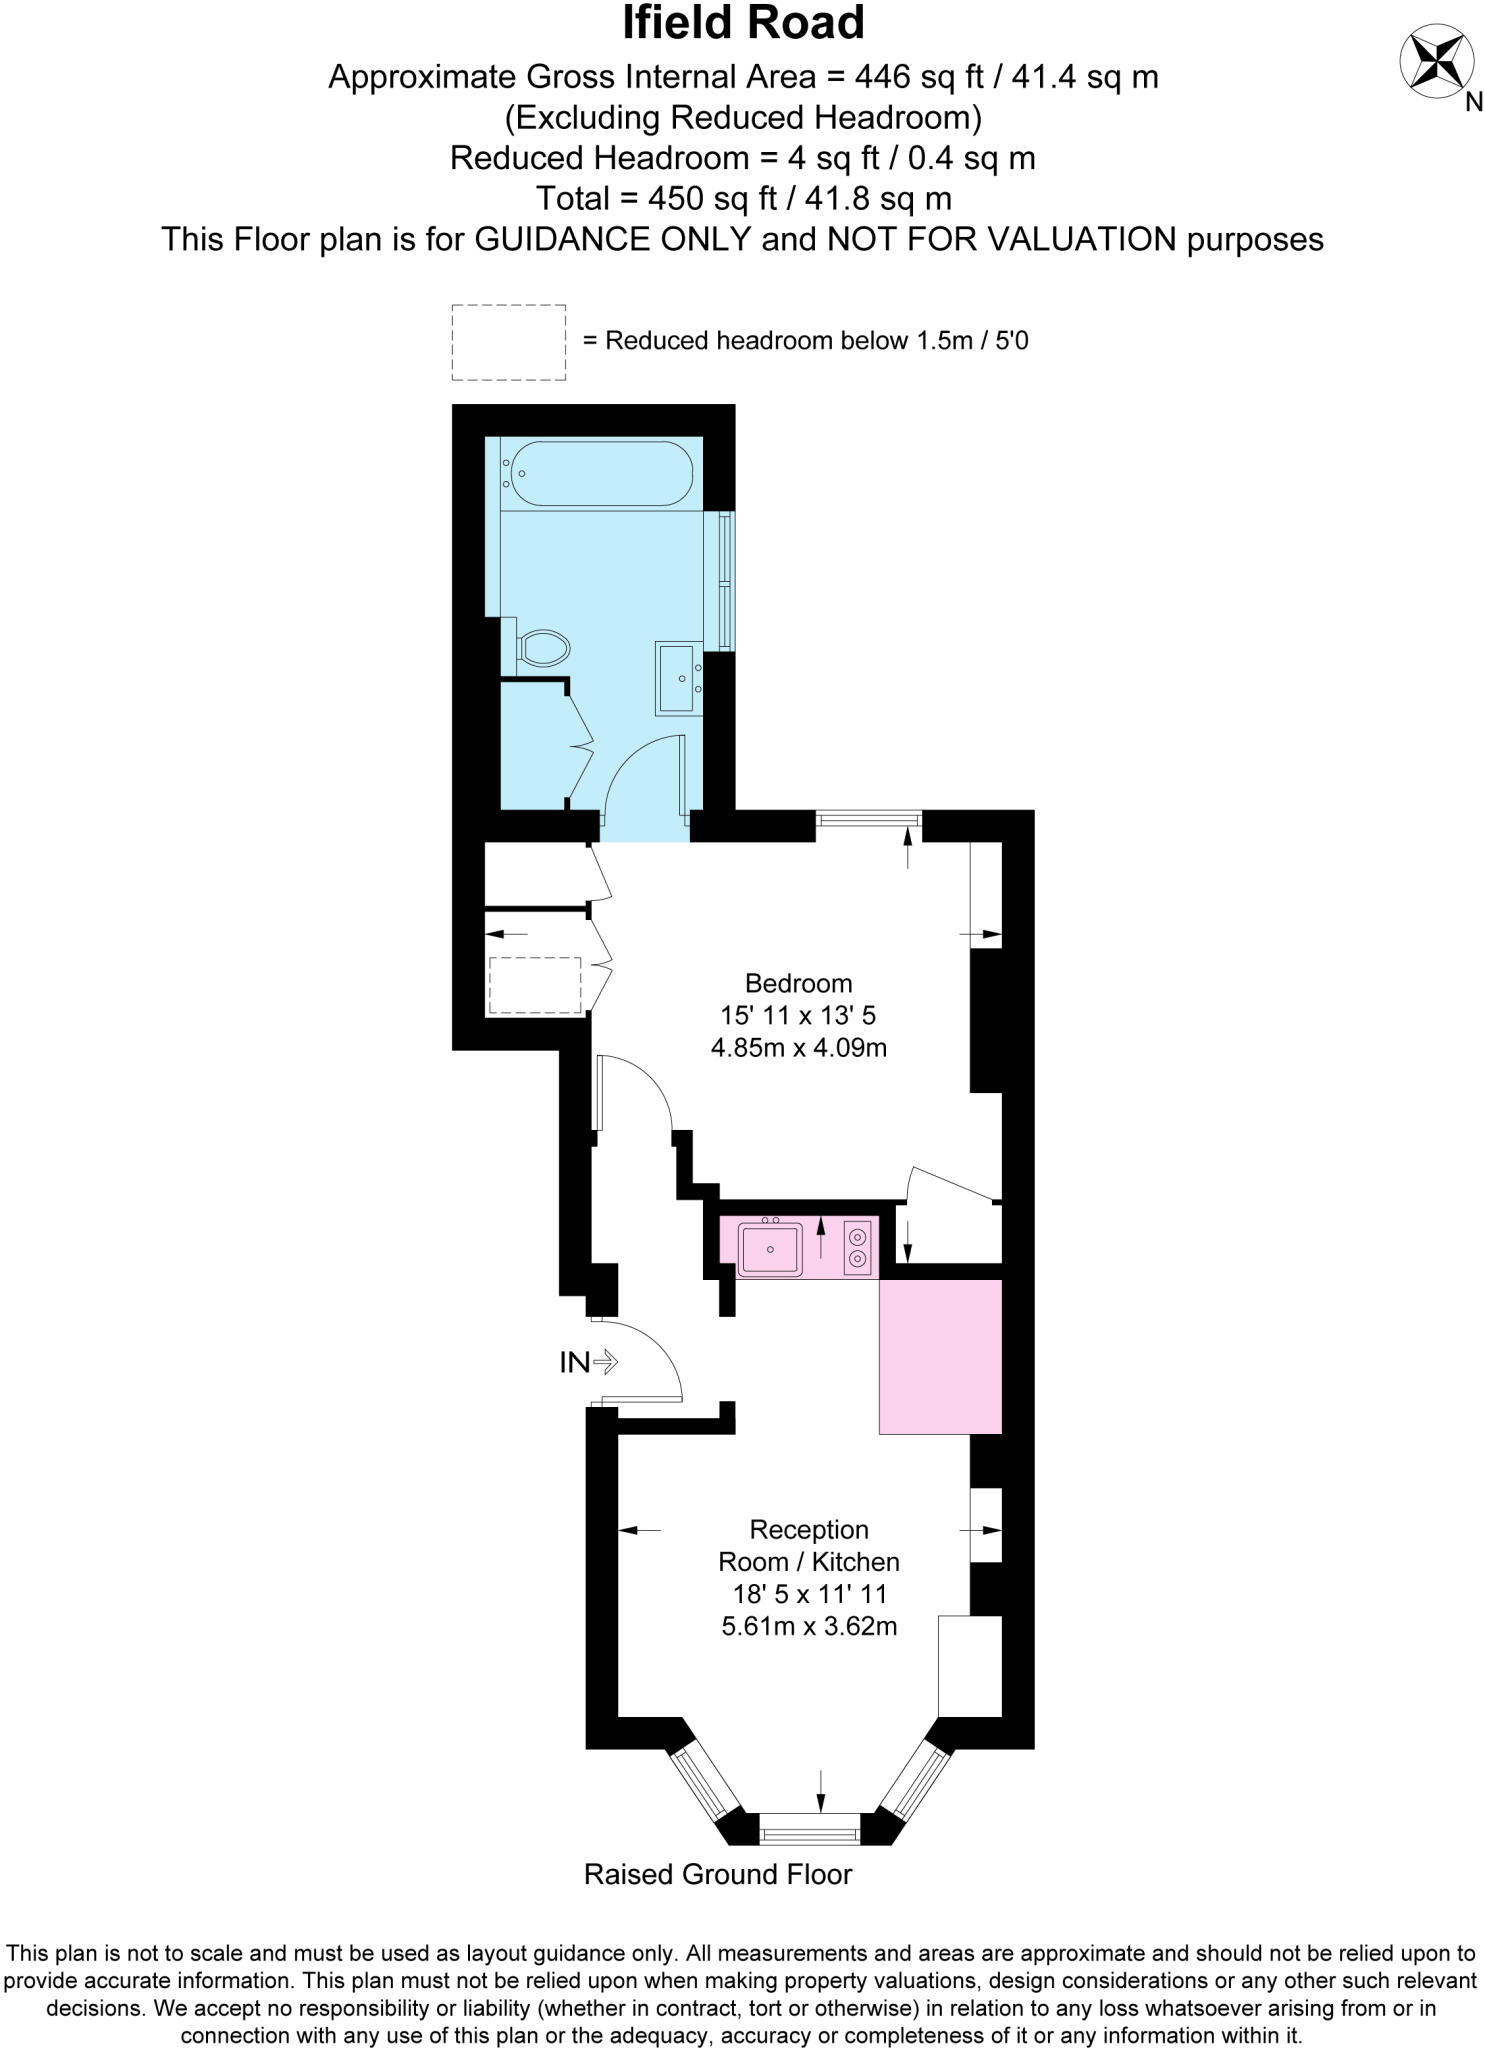 Ifield Road
Approximate Gross Internal Area = 446 sq ft / 41.4 sq m
(Excluding Reduced Headroom)
Reduced Headroom = 4 sq ft / 0.4 sq m
Total = 450 sq ft / 41.8 sq m
This Floor plan is for GUIDANCE ONLY and NOT FOR VALUATION purposes
N
= Reduced headroom below 1.5m / 5'0
Bedroom
15' 11 x 13' 5
4.85m x 4.09m
IN
Reception
Room / Kitchen
18' 5 x 11' 11
5.61m x 3.62m
Raised Ground Floor
This plan is not to scale and must be used as layout guidance only. All measurements and areas are approximate and should not be relied upon to
provide accurate information. This plan must not be relied upon when making property valuations, design considerations or any other such relevant
decisions. We accept no responsibility or liability (whether in contract, tort or otherwise) in relation to any loss whatsoever arising from or in
connection with any use of this plan or the adequacy, accuracy or completeness of it or any information within it.